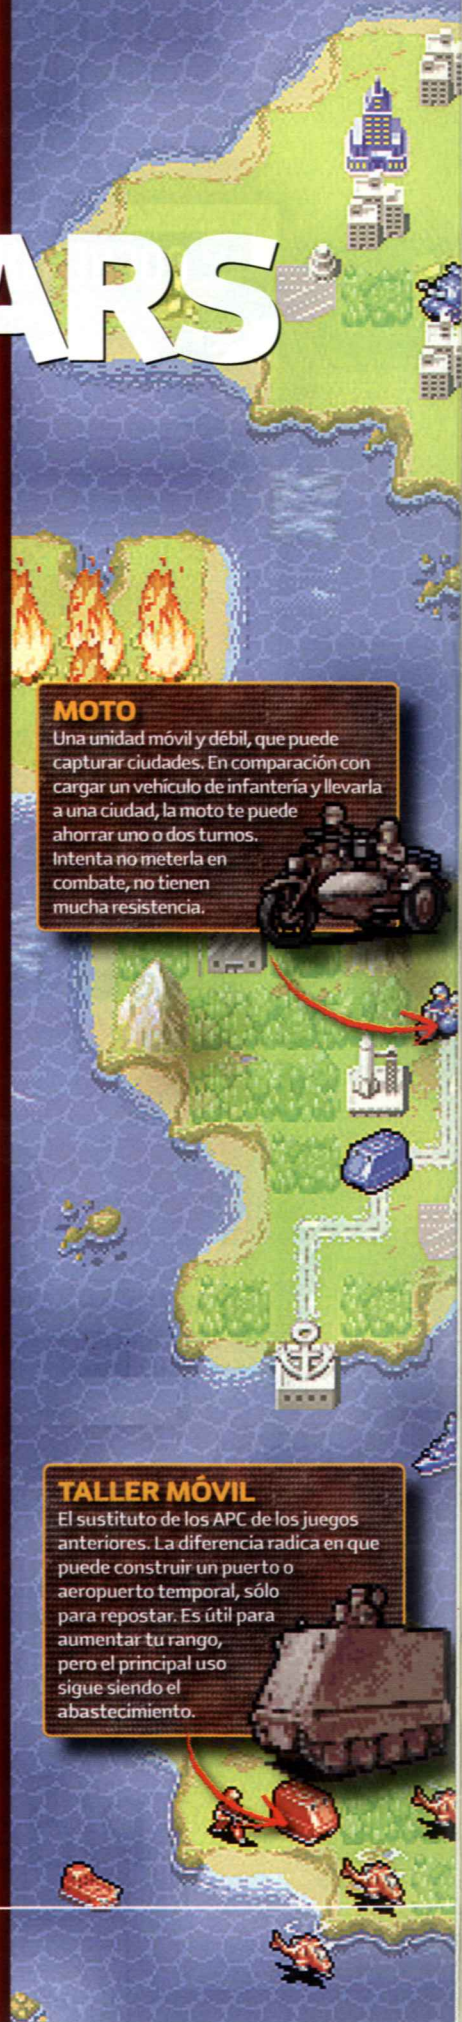 ARS
MOTO
Una unidad móvil y débil, que puede
capturar ciudades. En comparación con
cargar un vehículo de infantería y llevarla
a una ciudad, la moto te puede
ahorrar uno o dos turnos.
Intenta no meterla en
combate, no tienen
mucha resistencia.
TALLER MÓVIL
El sustituto de los APC de los juegos
anteriores. La diferencia radica en que
puede construir un puerto o
aeropuerto temporal, sólo
para repostar. Es útil para
aumentar tu rango,
pero el principal uso
sigue siendo el
abastecimiento.